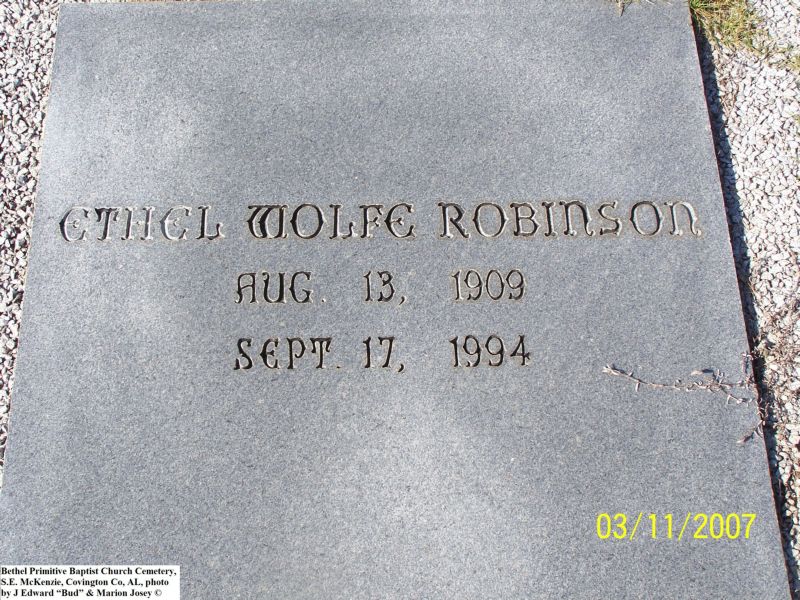 ETHEL WOLFE ROBINSON
AUG. 13, 1909
SEPT. 17, 1994
03/11/2007
Bethel Primitive Baptist Church Cemetery,
S.E. McKenzie, Covington Co, AL, photo
by J Edward “Bud” & Marion Josey ©